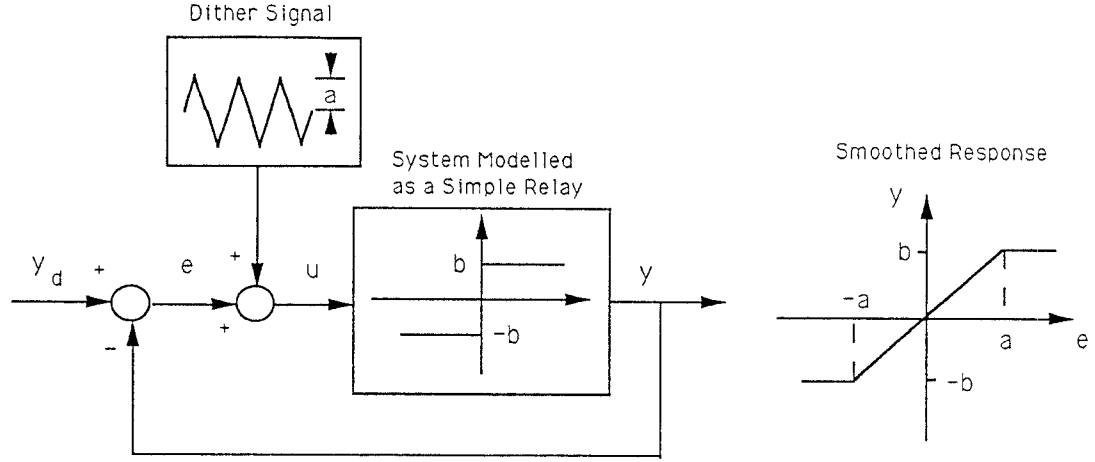 Dither Signal
a
System Modelled
as a Simple Relay
Smoothed Response
y
b
-a
a
e
-b
y d
+
-
e
+
+
u
b
-b
y